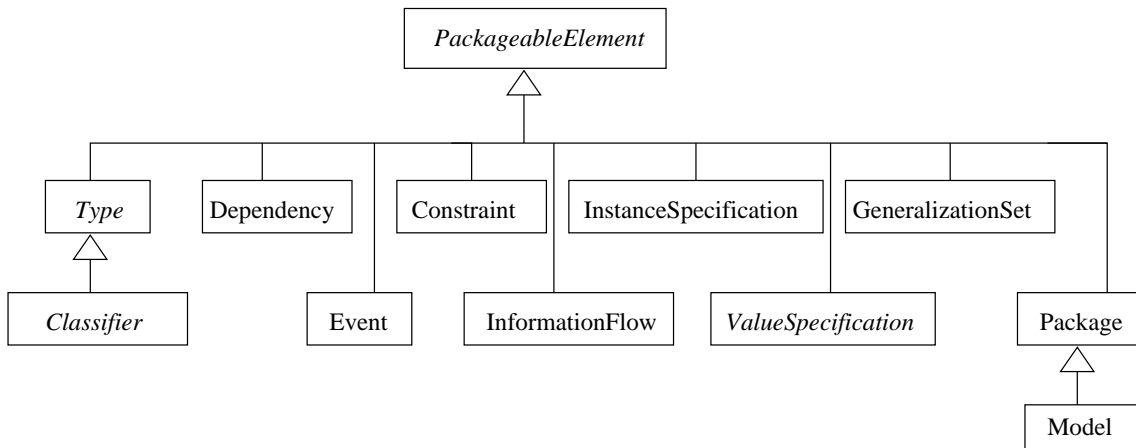 PackageableElement
Type
Dependency
Constraint
InstanceSpecification
GeneralizationSet
Classifier
Event
InformationFlow
ValueSpecification
Package
Model